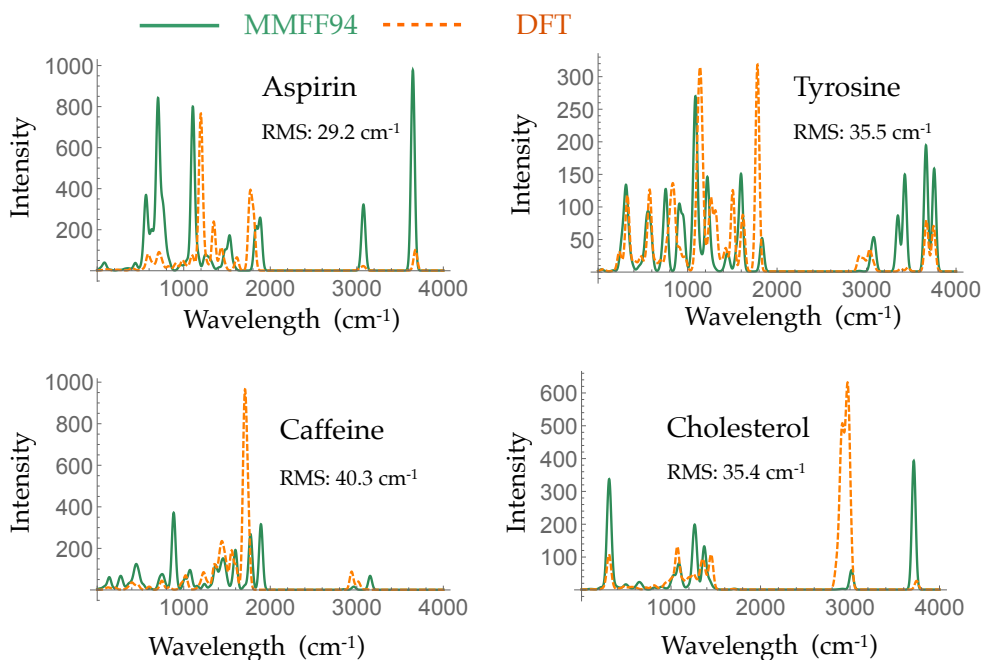 MMFF94 DFT
Aspirin
RMS: 29.2 cm⁻¹
Intensity
1000
800
600
400
200
1000 2000 3000 4000
Wavelength (cm⁻¹)
Tyrosine
RMS: 35.5 cm⁻¹
Intensity
300
250
200
150
100
50
1000 2000 3000 4000
Wavelength (cm⁻¹)
Caffeine
RMS: 40.3 cm⁻¹
Intensity
1000
800
600
400
200
1000 2000 3000 4000
Wavelength (cm⁻¹)
Cholesterol
RMS: 35.4 cm⁻¹
Intensity
600
500
400
300
200
100
1000 2000 3000 4000
Wavelength (cm⁻¹)